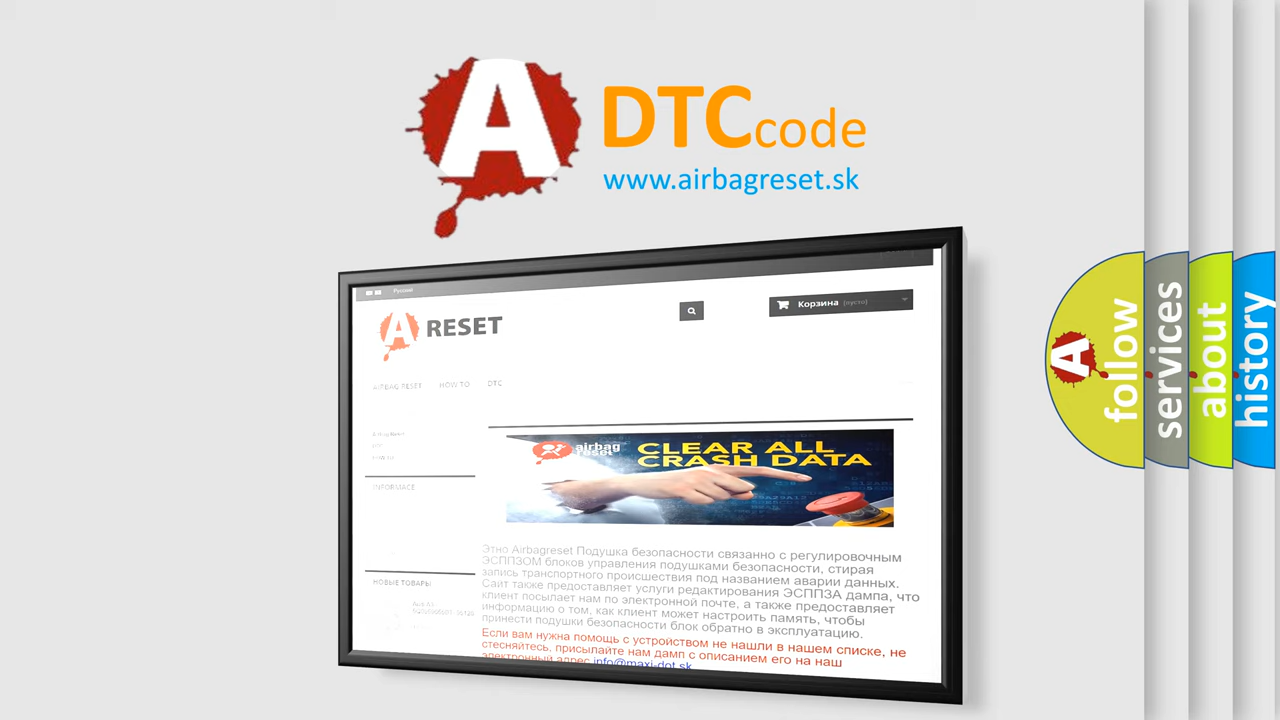 A
DTC code
www.airbagreset.sk
Русский
A RESET
Корзина (пусто)
AIRBAG RESET HOW TO DTC
INFORMACE
airbag
reset
CLEAR ALL
CRASH DATA
Этно Airbagreset Подушка безопасности связанно с регулировочным
ЭСППЗОМ блоков управления подушками безопасности, стирая
запись транспортного происшествия под названием аварии данных.
Сайт также предоставляет услуги редактирования ЭСППЗА дампа, что
клиент посылает нам по электронной почте, а также предоставляет
информацию о том, как клиент может настроить память, чтобы
принести подушки безопасности блок обратно в эксплуатацию.
Если вам нужна помощь с устройством не нашли в нашем списке, не
стесняйтесь, присылайте нам дамп с описанием его на наш
электронный адрес info@maxi-dot.sk
НОВЫЕ ТОВАРЫ
A
follow
services
about
history